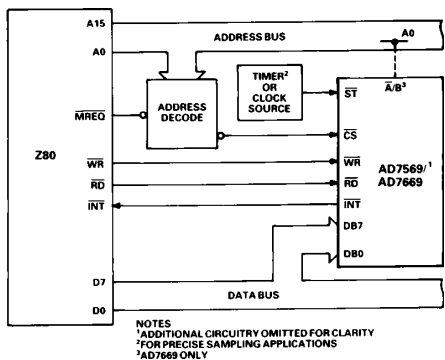 A15
ADDRESS BUS
A0
A0
TIMER²
OR
CLOCK
SOURCE
ADDRESS
DECODE
MREQ
Z80
ST
A/B³
CS
WR
WR
AD7569/¹
AD7669
RD
RD
INT
INT
DB7
DB0
D7
D0
DATA BUS
NOTES
¹ADDITIONAL CIRCUITRY OMITTED FOR CLARITY
²FOR PRECISE SAMPLING APPLICATIONS
³AD7669 ONLY